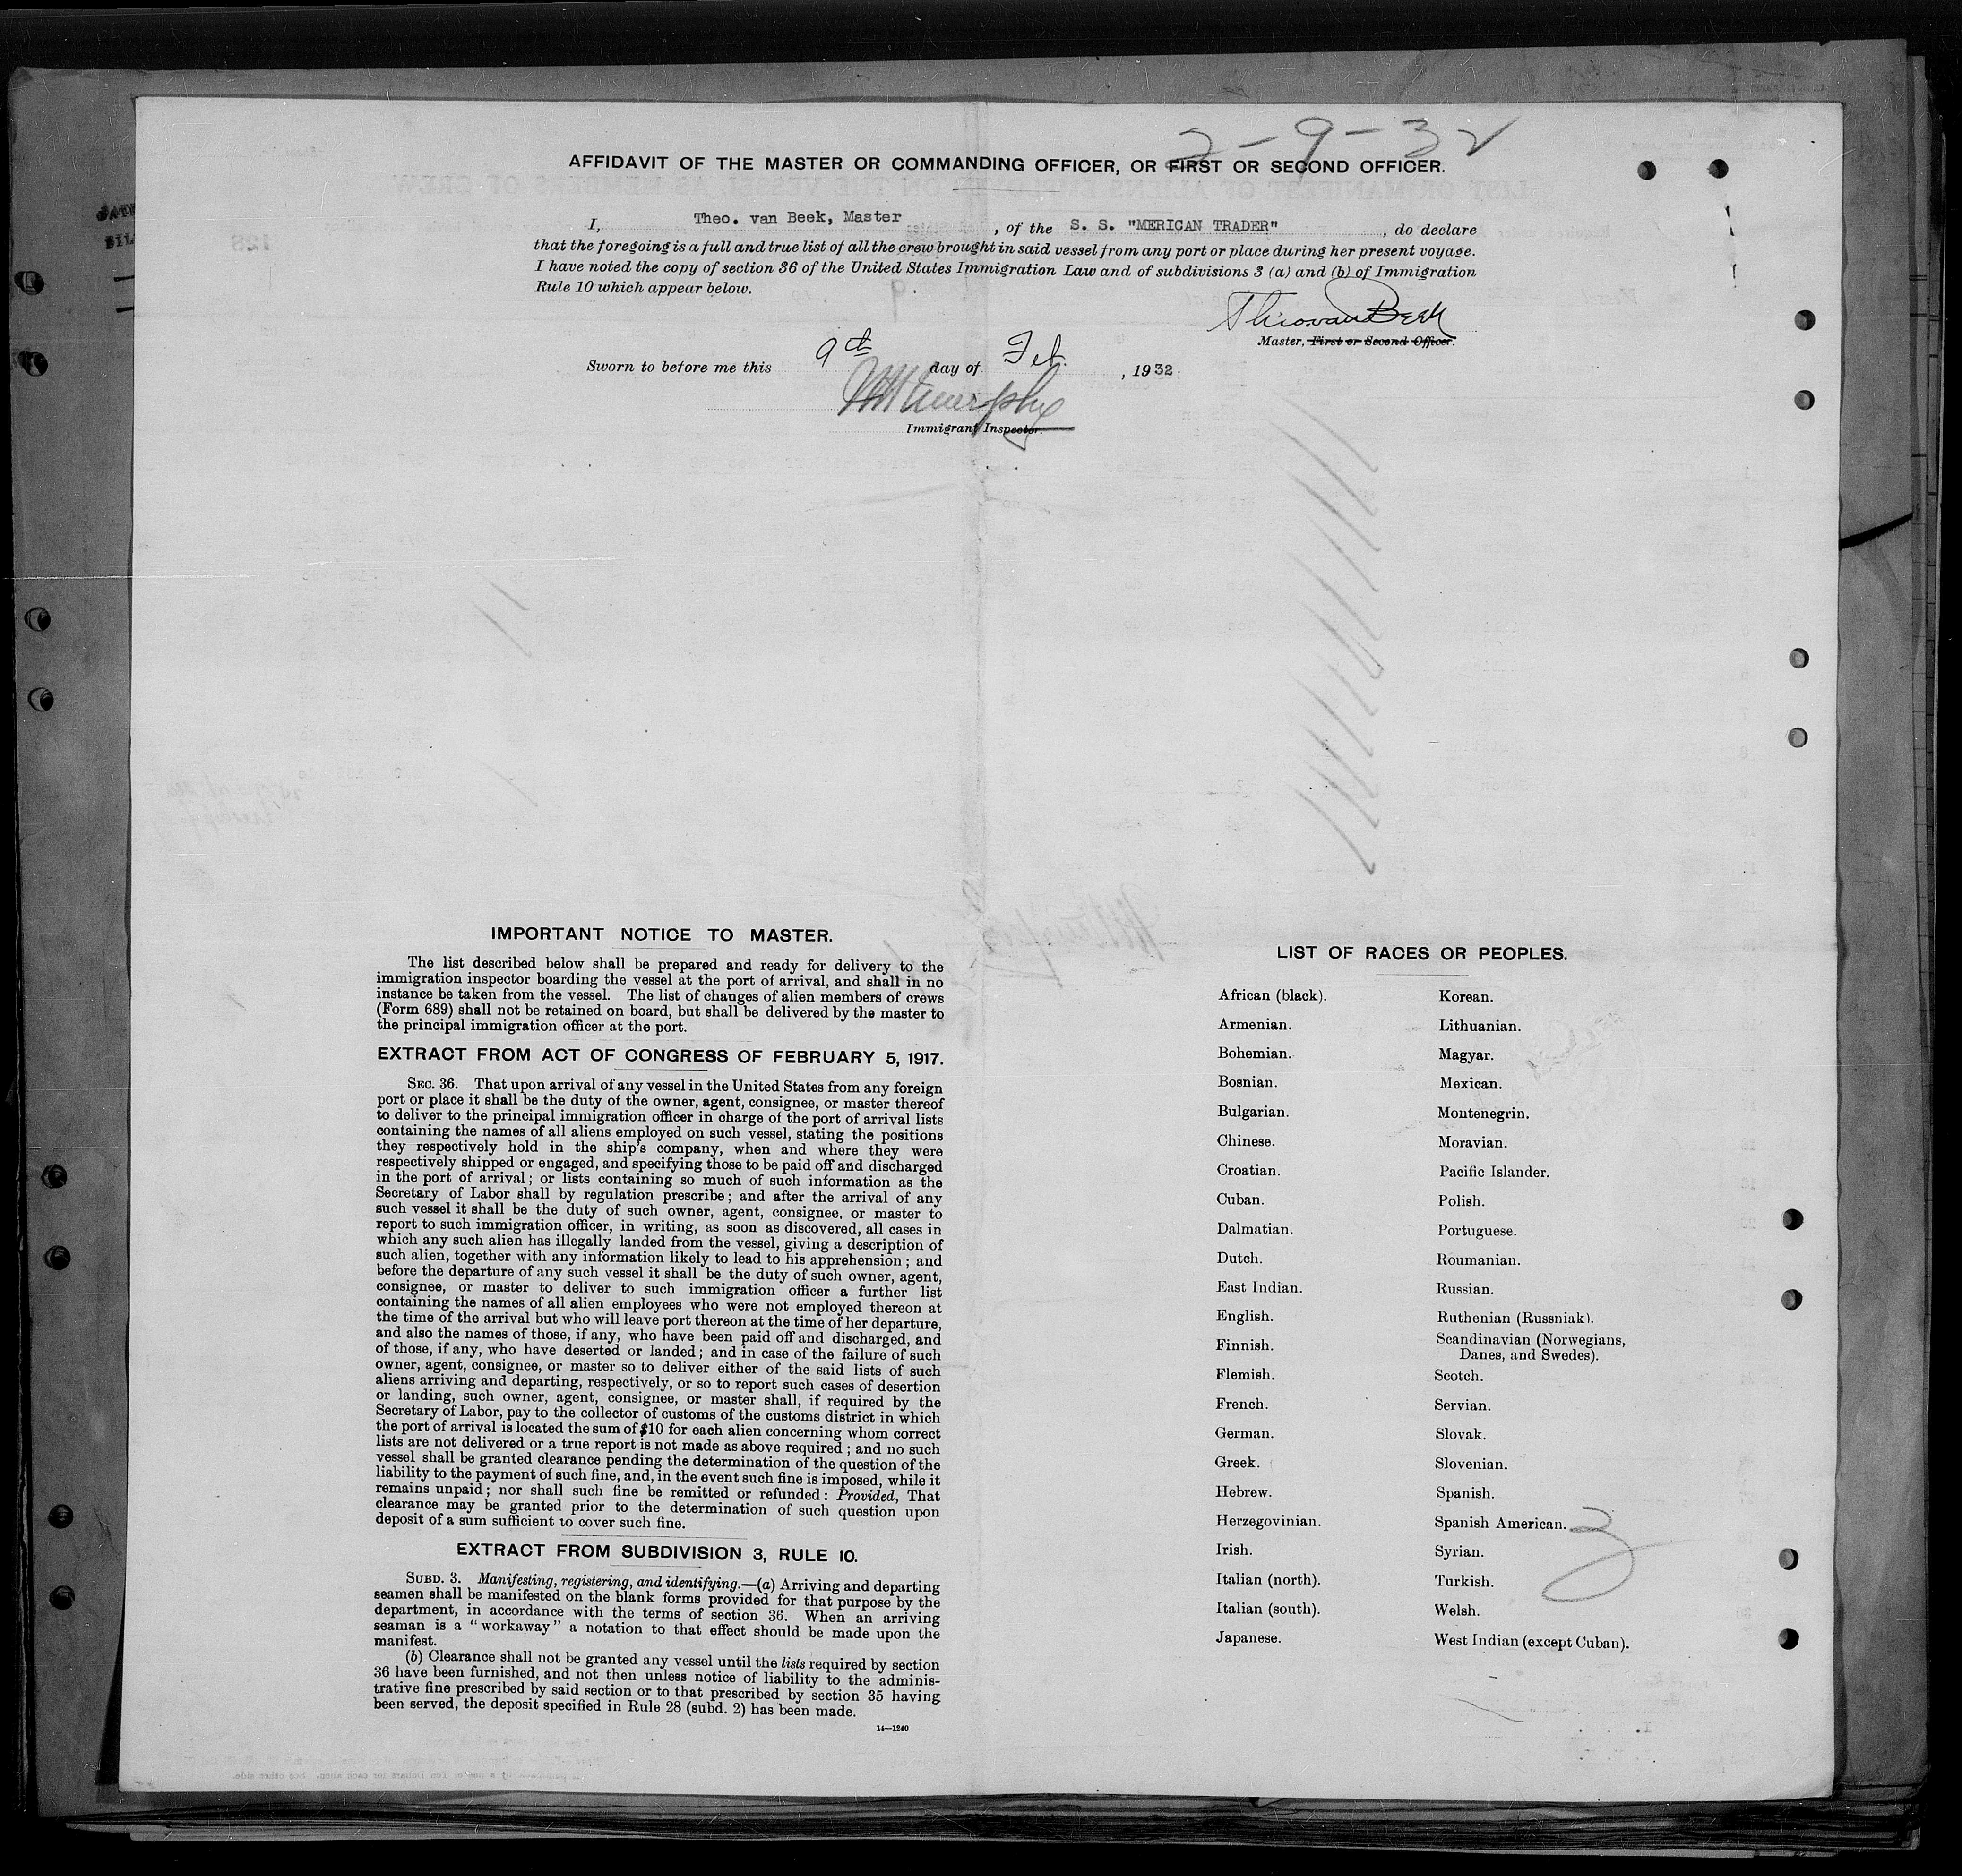 2-9-32
AFFIDAVIT OF THE MASTER OR COMMANDING OFFICER, OR FIRST OR SECOND OFFICER.
I, Theo. van Beek, Master, of the S. S. "MERICAN TRADER", do declare
that the foregoing is a full and true list of all the crew brought in said vessel from any port or place during her present voyage.
I have noted the copy of section 36 of the United States Immigration Law and of subdivisions 3 (a) and (b) of Immigration
Rule 10 which appear below.
Theo van Beek
Master, First or Second Officer.
Sworn to before me this 9th day of Feb. , 1932.
Immigrant Inspector.
IMPORTANT NOTICE TO MASTER.
The list described below shall be prepared and ready for delivery to the
immigration inspector boarding the vessel at the port of arrival, and shall in no
instance be taken from the vessel. The list of changes of alien members of crews
(Form 689) shall not be retained on board, but shall be delivered by the master to
the principal immigration officer at the port.
EXTRACT FROM ACT OF CONGRESS OF FEBRUARY 5, 1917.
SEC. 36. That upon arrival of any vessel in the United States from any foreign
port or place it shall be the duty of the owner, agent, consignee, or master thereof
to deliver to the principal immigration officer in charge of the port of arrival lists
containing the names of all aliens employed on such vessel, stating the positions
they respectively hold in the ship's company, when and where they were
respectively shipped or engaged, and specifying those to be paid off and discharged
in the port of arrival; or lists containing so much of such information as the
Secretary of Labor shall by regulation prescribe; and after the arrival of any
such vessel it shall be the duty of such owner, agent, consignee, or master to
report to such immigration officer, in writing, as soon as discovered, all cases in
which any such alien has illegally landed from the vessel, giving a description of
such alien, together with any information likely to lead to his apprehension; and
before the departure of any such vessel it shall be the duty of such owner, agent,
consignee, or master to deliver to such immigration officer a further list
containing the names of all alien employees who were not employed thereon at
the time of the arrival but who will leave port thereon at the time of her departure,
and also the names of those, if any, who have been paid off and discharged, and
of those, if any, who have deserted or landed; and in case of the failure of such
owner, agent, consignee, or master so to deliver either of the said lists of such
aliens arriving and departing, respectively, or so to report such cases of desertion
or landing, such owner, agent, consignee, or master shall, if required by the
Secretary of Labor, pay to the collector of customs of the customs district in which
the port of arrival is located the sum of $10 for each alien concerning whom correct
lists are not delivered or a true report is not made as above required; and no such
vessel shall be granted clearance pending the determination of the question of the
liability to the payment of such fine, and, in the event such fine is imposed, while it
remains unpaid; nor shall such fine be remitted or refunded: Provided, That
clearance may be granted prior to the determination of such question upon
deposit of a sum sufficient to cover such fine.
EXTRACT FROM SUBDIVISION 3, RULE 10.
SUBD. 3. Manifesting, registering, and identifying.—(a) Arriving and departing
seamen shall be manifested on the blank forms provided for that purpose by the
department, in accordance with the terms of section 36. When an arriving
seaman is a "workaway" a notation to that effect should be made upon the
manifest.
(b) Clearance shall not be granted any vessel until the lists required by section
36 have been furnished, and not then unless notice of liability to the adminis-
trative fine prescribed by said section or to that prescribed by section 35 having
been served, the deposit specified in Rule 28 (subd. 2) has been made.
14—1240
LIST OF RACES OR PEOPLES.
African (black).
Armenian.
Bohemian.
Bosnian.
Bulgarian.
Chinese.
Croatian.
Cuban.
Dalmatian.
Dutch.
East Indian.
English.
Finnish.
Flemish.
French.
German.
Greek.
Hebrew.
Herzegovinian.
Irish.
Italian (north).
Italian (south).
Japanese.
Korean.
Lithuanian.
Magyar.
Mexican.
Montenegrin.
Moravian.
Pacific Islander.
Polish.
Portuguese.
Roumanian.
Russian.
Ruthenian (Russniak).
Scandinavian (Norwegians,
Danes, and Swedes).
Scotch.
Servian.
Slovak.
Slovenian.
Spanish.
Spanish American.
Syrian.
Turkish.
Welsh.
West Indian (except Cuban).
3